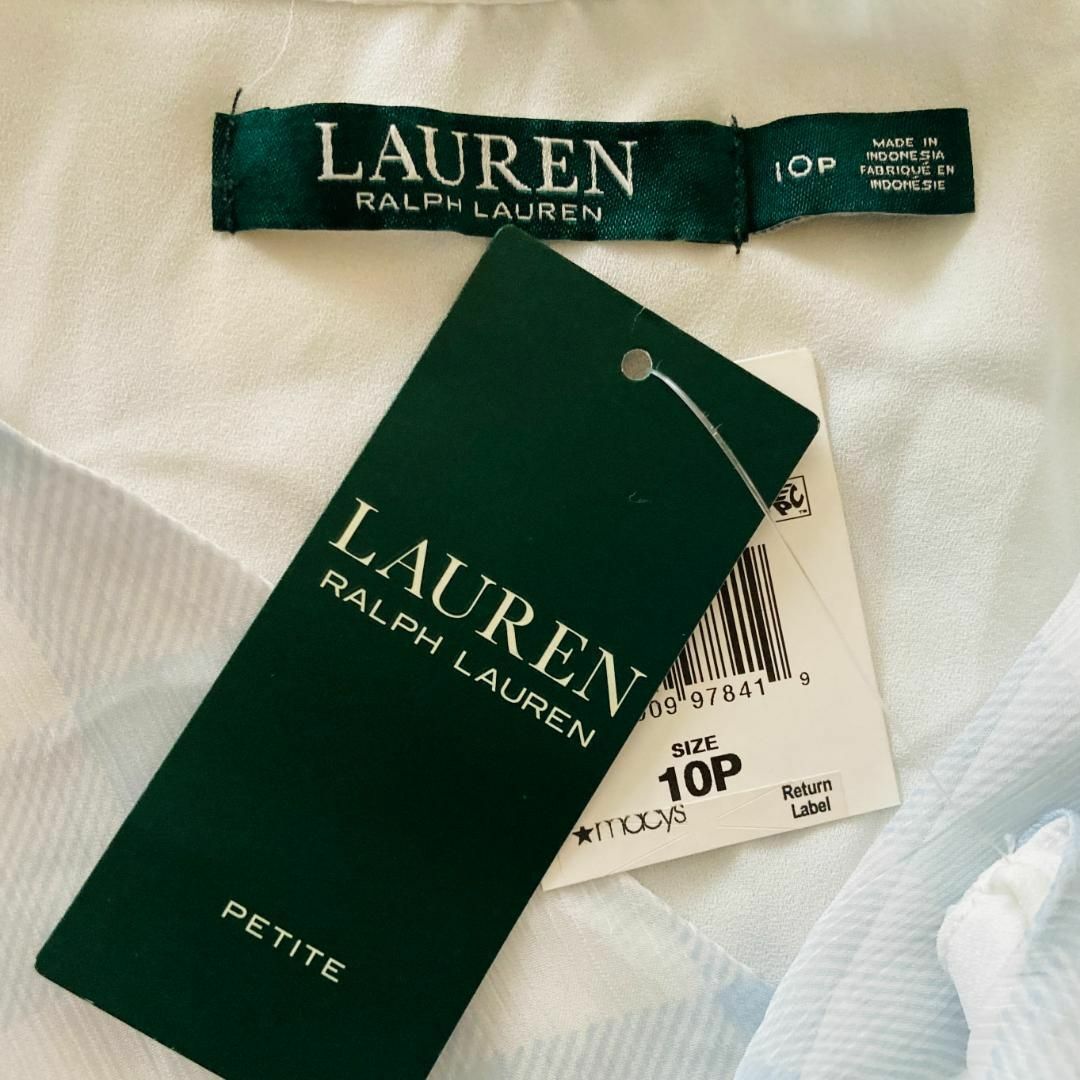 LAUREN
RALPH LAUREN
10P
MADE IN
INDONESIA
FABRIQUÉ EN
INDONÉSIE
LAUREN
RALPH LAUREN
PETITE
EPC
97841 9
SIZE
10P
★macys
Return
Label